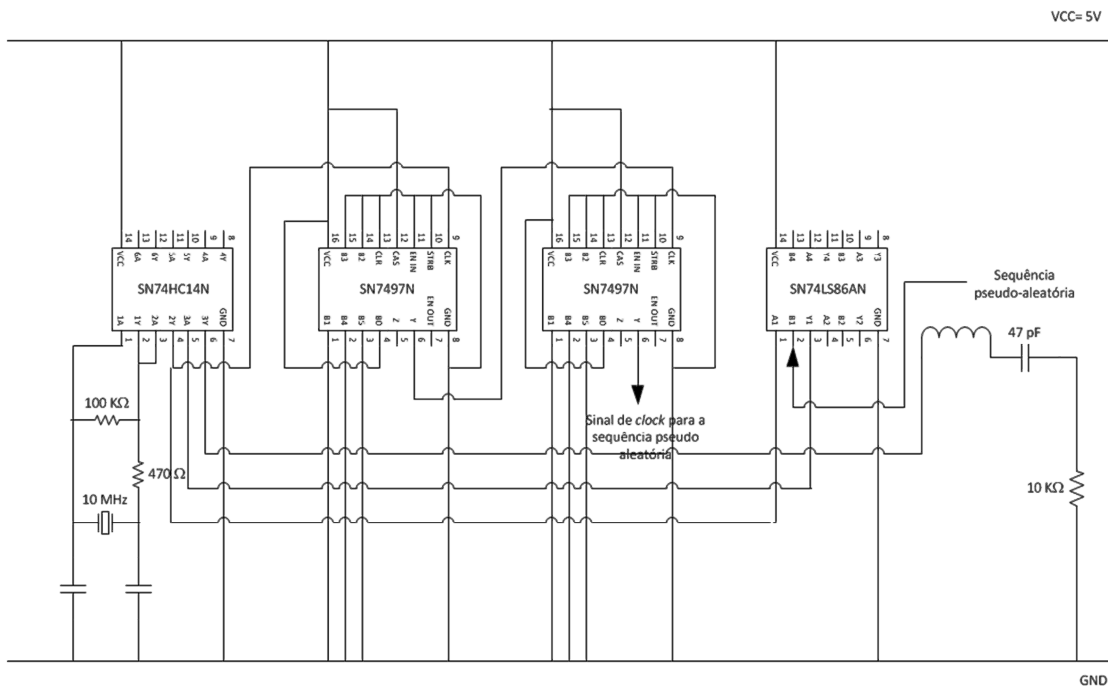 VCC= 5V
14 13 12 11 10 9 8
VCC 6A 6Y 5A 5Y 4A 4Y
SN74HC14N
1A 1Y 2A 2Y 3A 3Y GND
1 2 3 4 5 6 7
16 15 14 13 12 11 10 9
VCC B3 B2 CLR CAS EN IN STRB CLK
SN7497N
B1 B4 B5 B0 Z Y EN OUT GND
1 2 3 4 5 6 7 8
16 15 14 13 12 11 10 9
VCC B3 B2 CLR CAS EN IN STRB CLK
SN7497N
B1 B4 B5 B0 Z Y EN OUT GND
1 2 3 4 5 6 7 8
14 13 12 11 10 9 8
VCC B4 A4 Y4 B3 A3 Y3
SN74LS86AN
A1 B1 Y1 A2 B2 Y2 GND
1 2 3 4 5 6 7
Sequência
pseudo-aleatória
47 pF
100 KΩ
Sinal de clock para a
sequência pseudo
aleatória
470 Ω
10 MHz
10 KΩ
GND